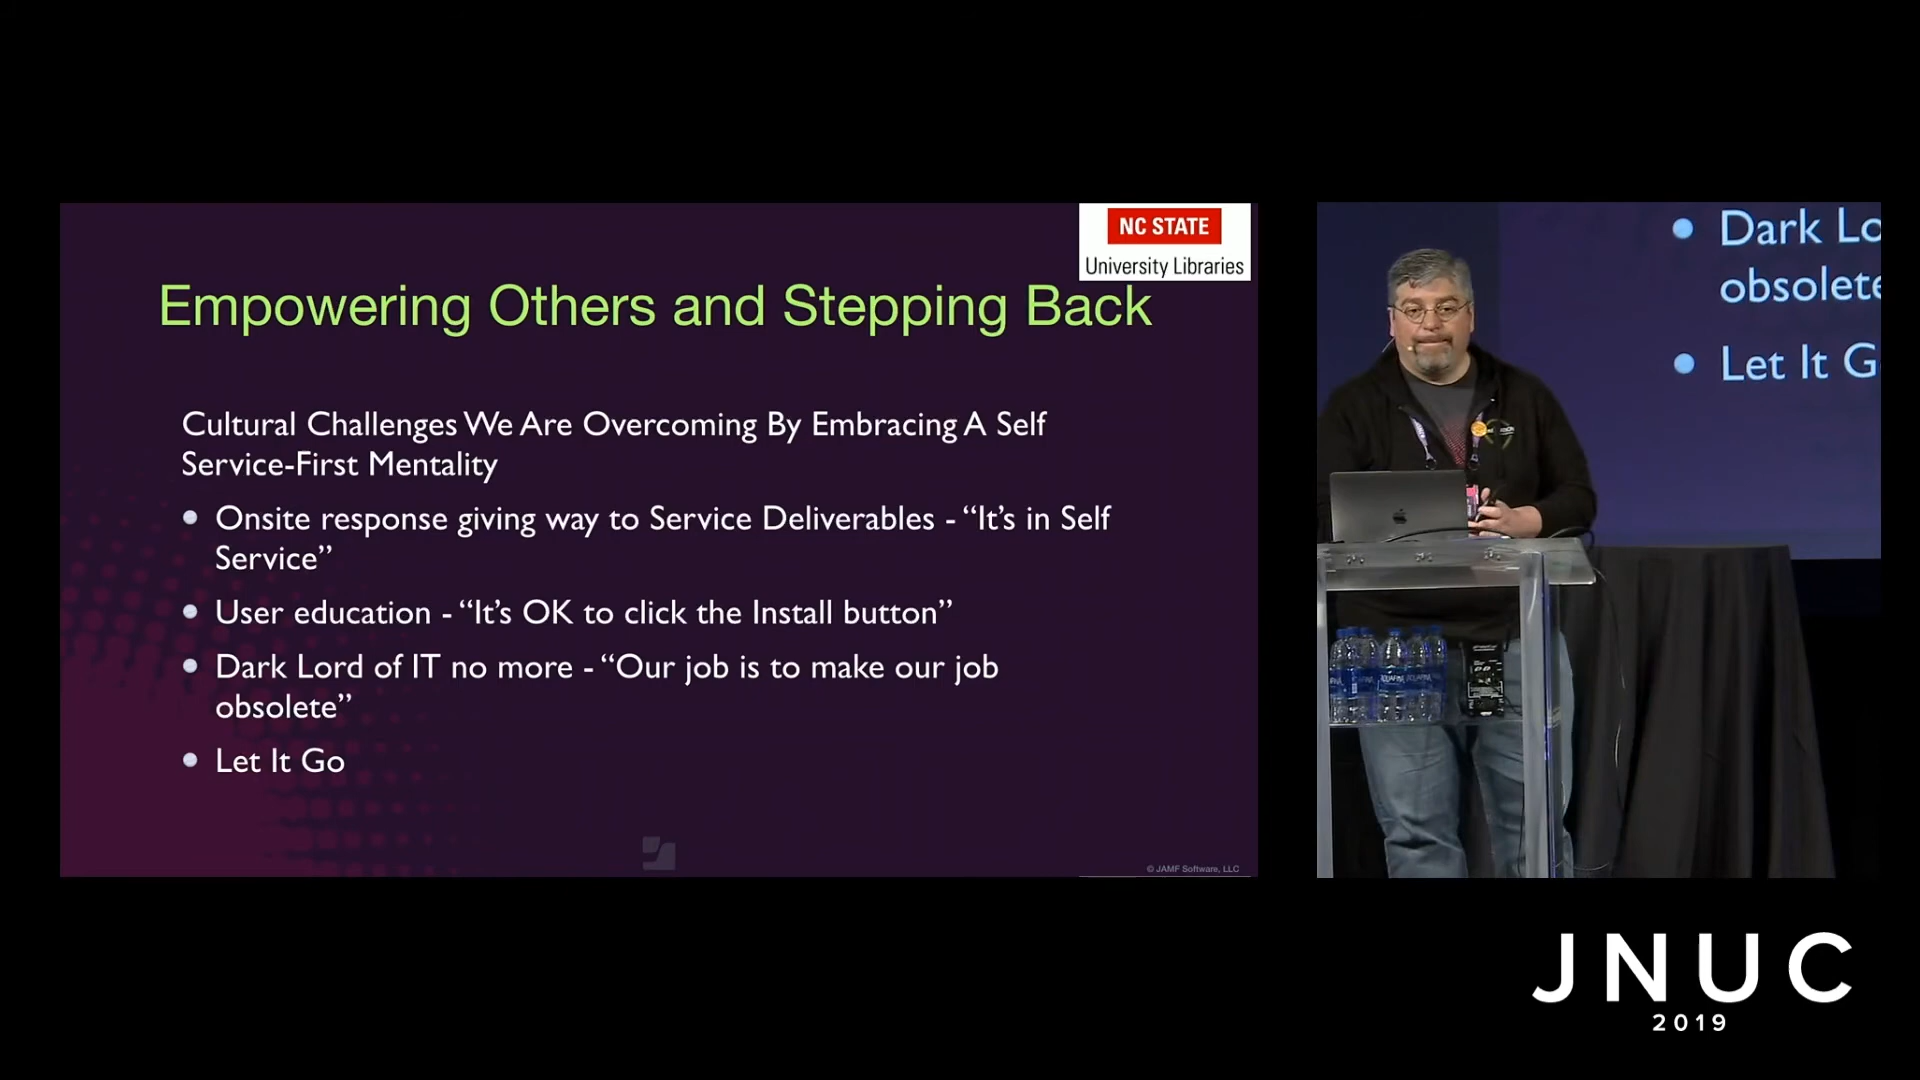 NC STATE
University Libraries
Empowering Others and Stepping Back
Cultural Challenges We Are Overcoming By Embracing A Self
Service-First Mentality
Onsite response giving way to Service Deliverables - “It’s in Self
Service”
User education - “It’s OK to click the Install button”
Dark Lord of IT no more - “Our job is to make our job
obsolete”
Let It Go
© JAMF Software, LLC
Dark Lo
obsolete
Let It G
AQUAFINA
JNUC
2019